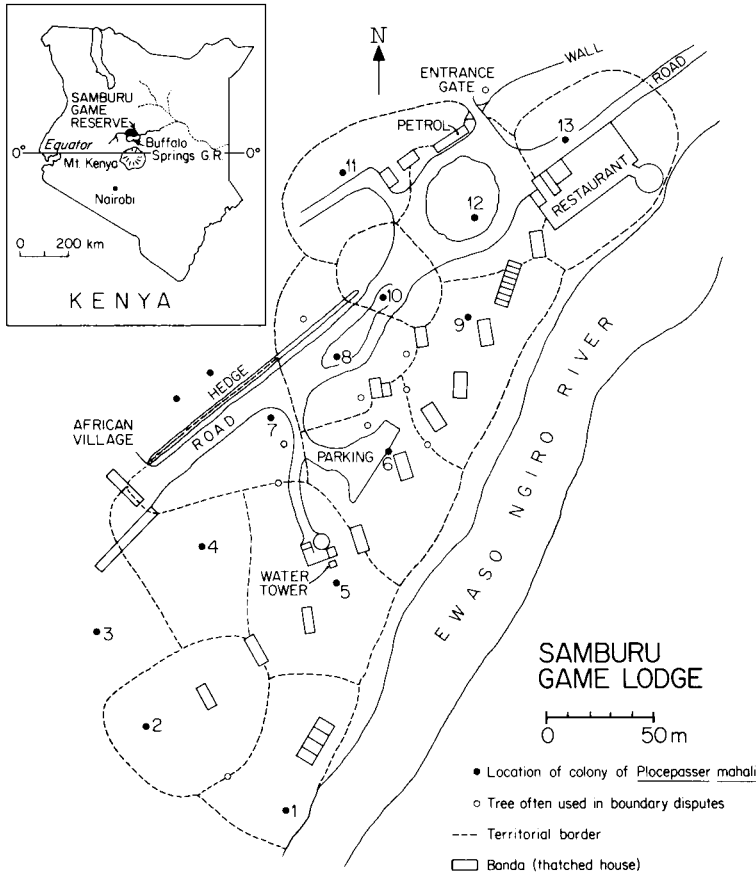 SAMBURU
GAME
RESERVE
Equator
0°
0°
Buffalo
Springs G.R.
Mt. Kenya
Nairobi
0 200 km
KENYA
N
ENTRANCE
GATE
WALL
ROAD
PETROL
13
11
12
RESTAURANT
10
9
8
HEDGE
AFRICAN
VILLAGE
ROAD
7
PARKING
6
4
WATER
TOWER
5
3
2
1
EWASO NGIRO RIVER
SAMBURU
GAME LODGE
0 50m
Location of colony of Plocepasser mahali
Tree often used in boundary disputes
Territorial border
Banda (thatched house)